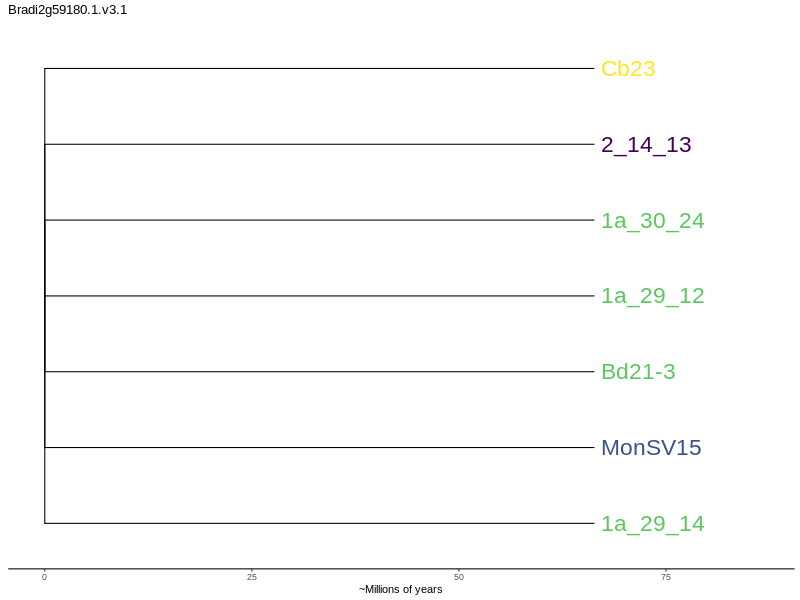 Bradi2g59180.1.v3.1
Cb23
2_14_13
1a_30_24
1a_29_12
Bd21-3
MonSV15
1a_29_14
0 25 50 75
~Millions of years